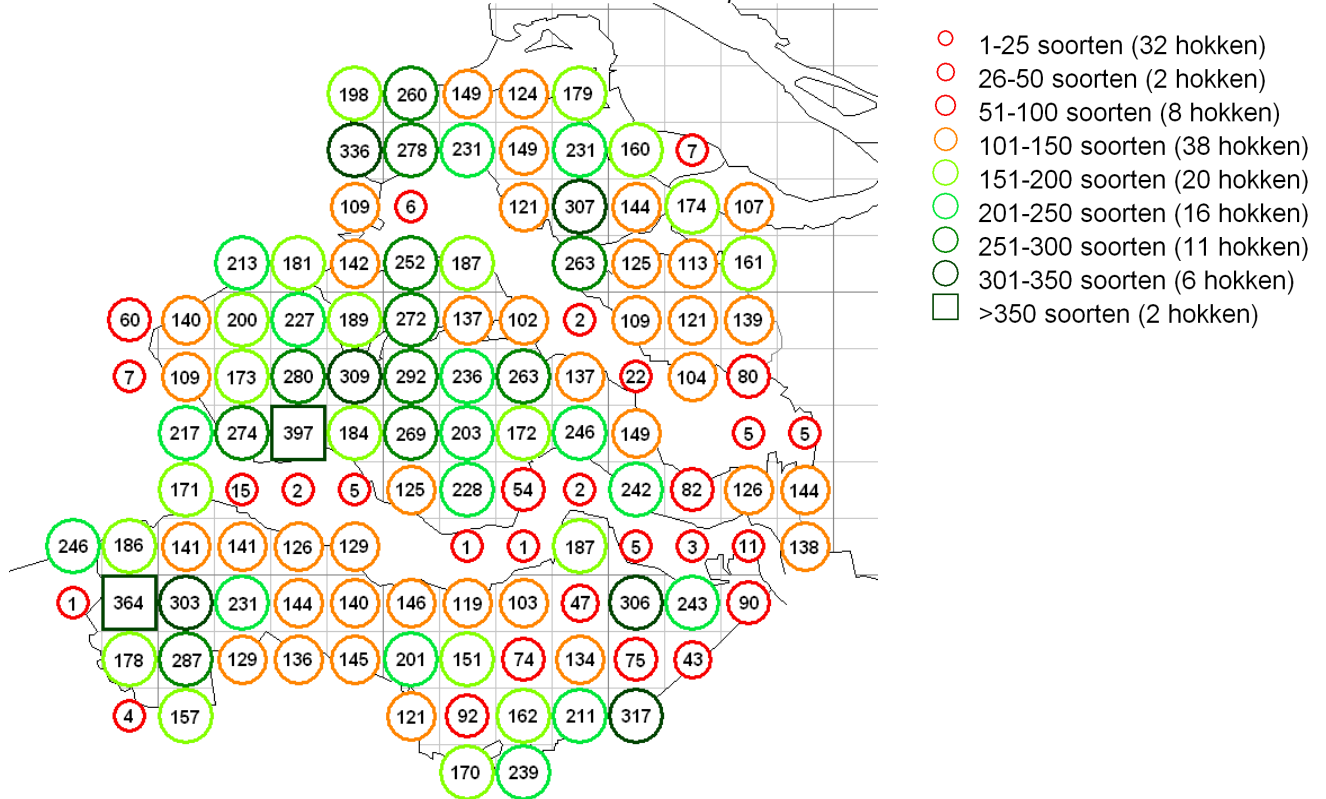 198 260 149 124 179
336 278 231 149 231 160 7
109 6 121 307 144 174 107
213 181 142 252 187 263 125 113 161
60 140 200 227 189 272 137 102 2 109 121 139
7 109 173 280 309 292 236 263 137 22 104 80
217 274 397 184 269 203 172 246 149 5 5
171 15 2 5 125 228 54 2 242 82 126 144
246 186 141 141 126 129 1 1 187 5 3 11 138
1 364 303 231 144 140 146 119 103 47 306 243 90
178 287 129 136 145 201 151 74 134 75 43
4 157 121 92 162 211 317
170 239
1-25 soorten (32 hokken)
26-50 soorten (2 hokken)
51-100 soorten (8 hokken)
101-150 soorten (38 hokken)
151-200 soorten (20 hokken)
201-250 soorten (16 hokken)
251-300 soorten (11 hokken)
301-350 soorten (6 hokken)
>350 soorten (2 hokken)